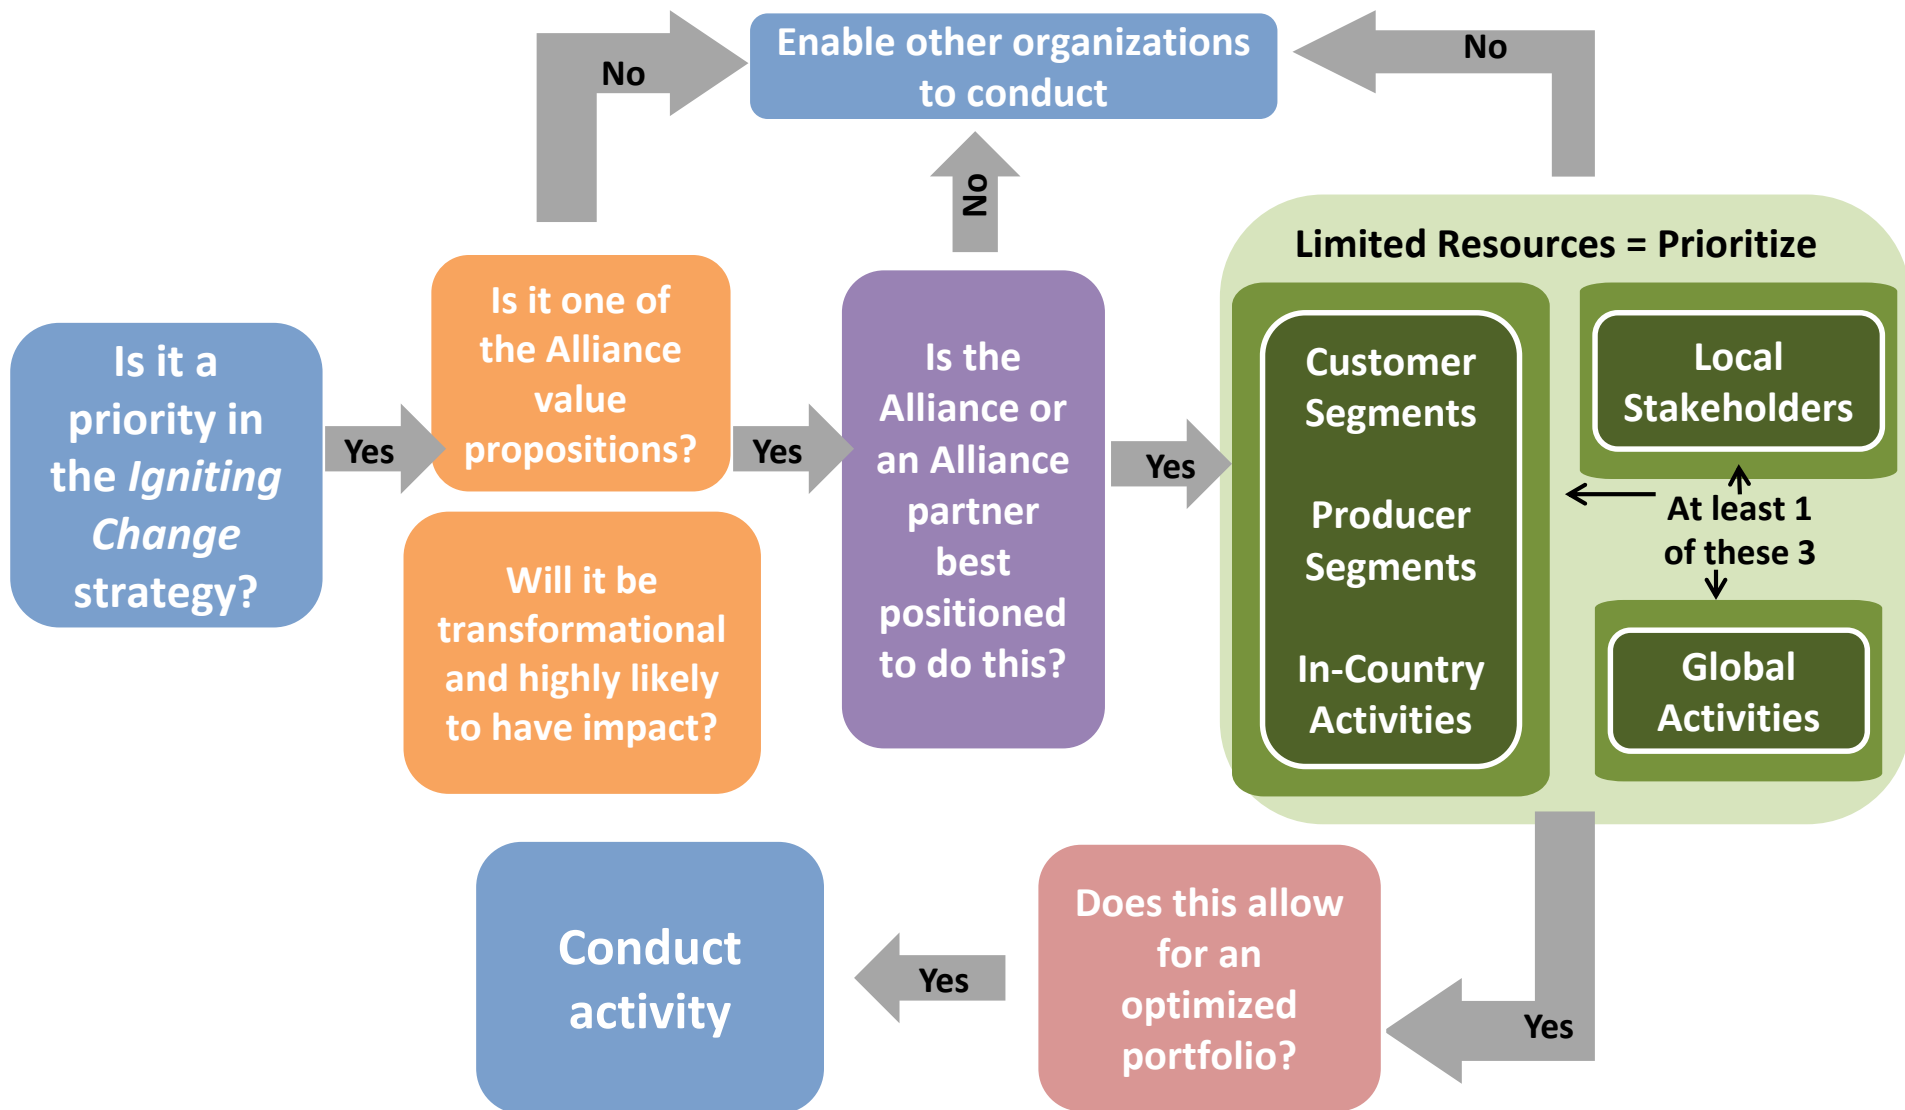 Enable other organizations
to conduct
No
No
No
Is it a
priority in
the Igniting
Change
strategy?
Yes
Is it one of
the Alliance
value
propositions?
Will it be
transformational
and highly likely
to have impact?
Yes
Is the
Alliance or
an Alliance
partner
best
positioned
to do this?
Yes
Limited Resources = Prioritize
Customer
Segments
Producer
Segments
In-Country
Activities
Local
Stakeholders
At least 1
of these 3
Global
Activities
Yes
Does this allow
for an
optimized
portfolio?
Yes
Conduct
activity